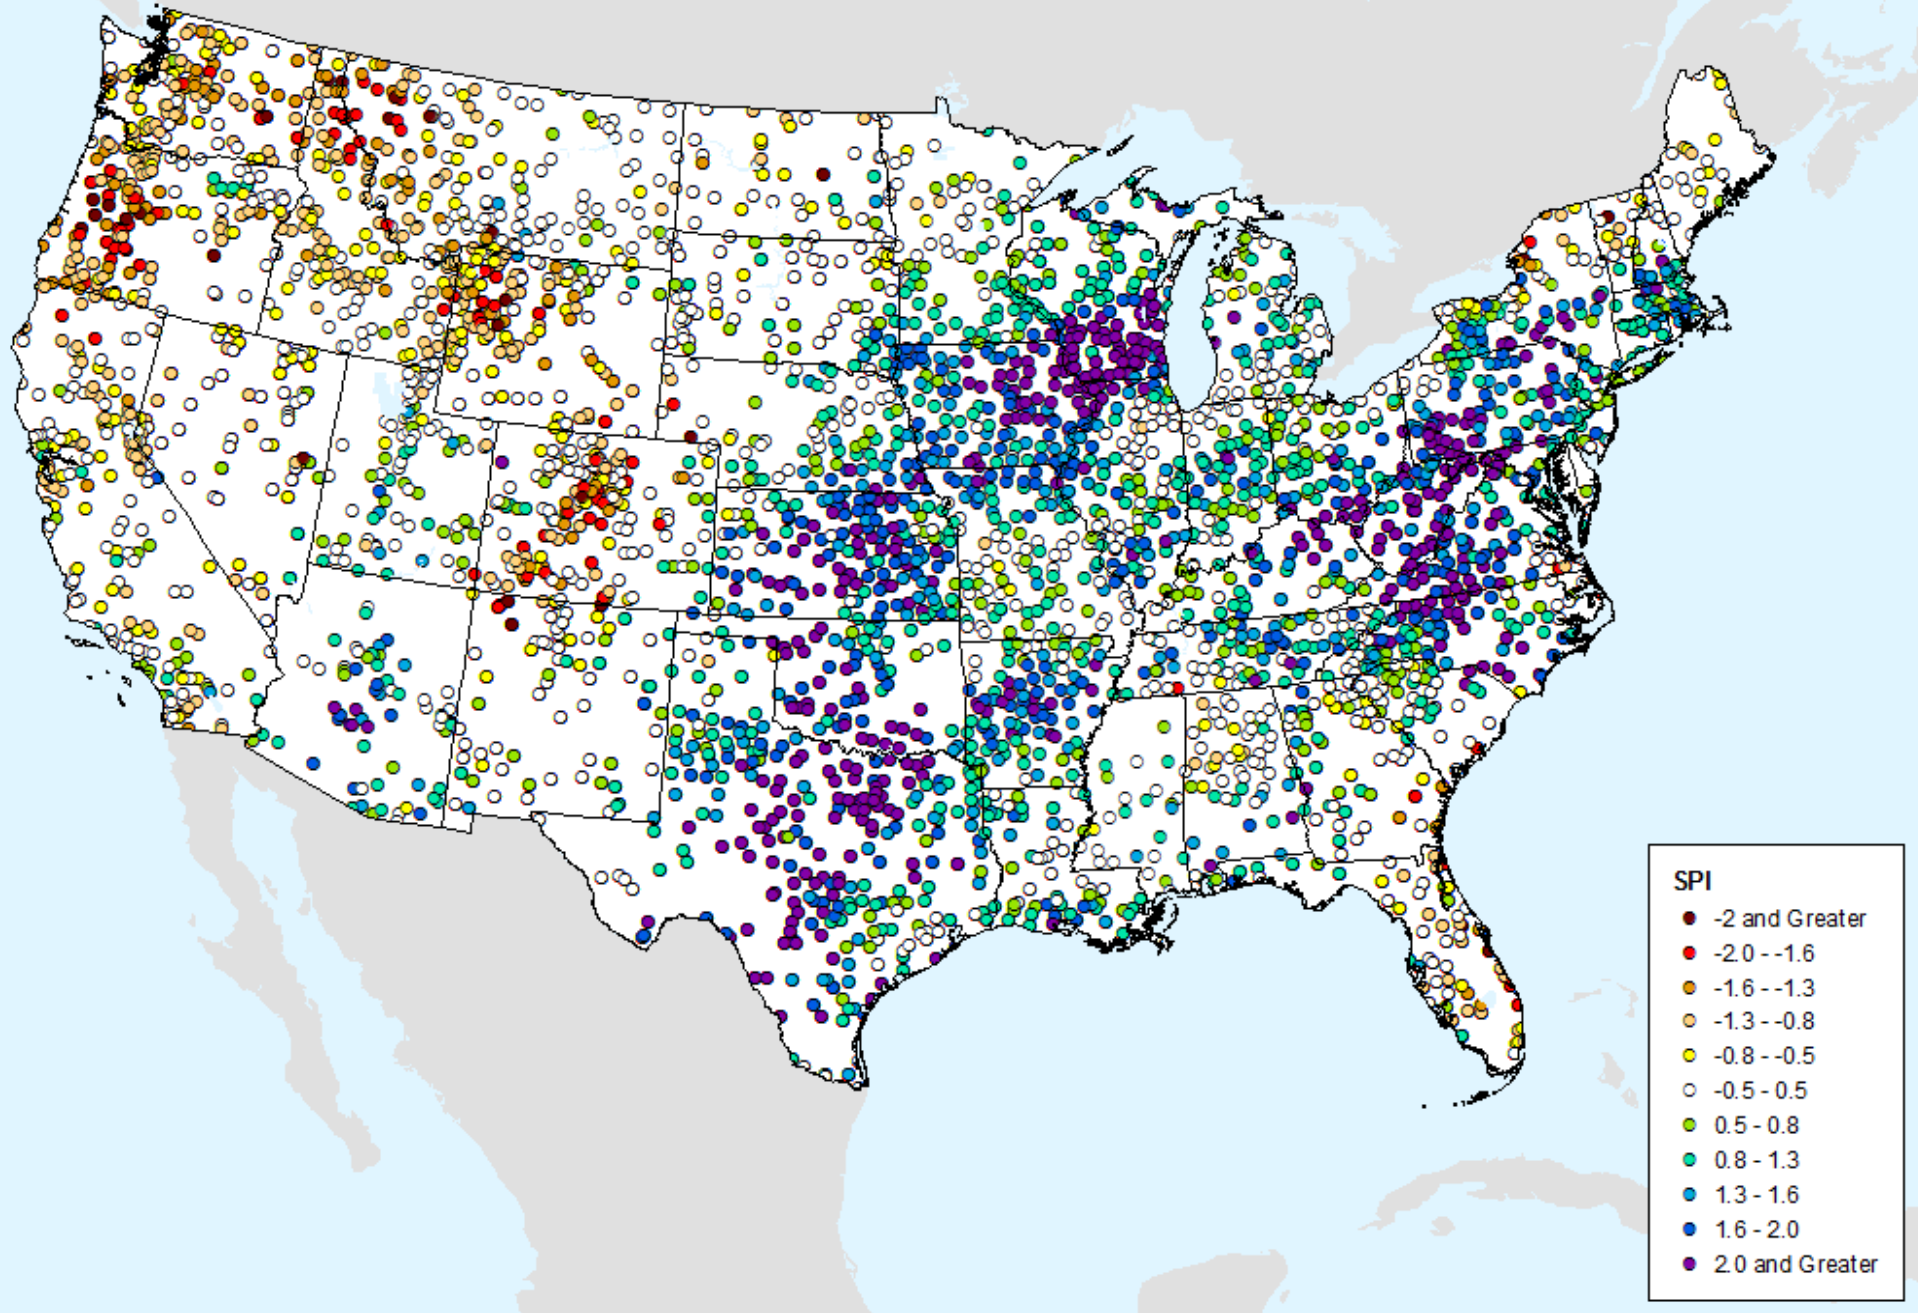 SPI
-2 and Greater
-2.0 - -1.6
-1.6 - -1.3
-1.3 - -0.8
-0.8 - -0.5
-0.5 - 0.5
0.5 - 0.8
0.8 - 1.3
1.3 - 1.6
1.6 - 2.0
2.0 and Greater